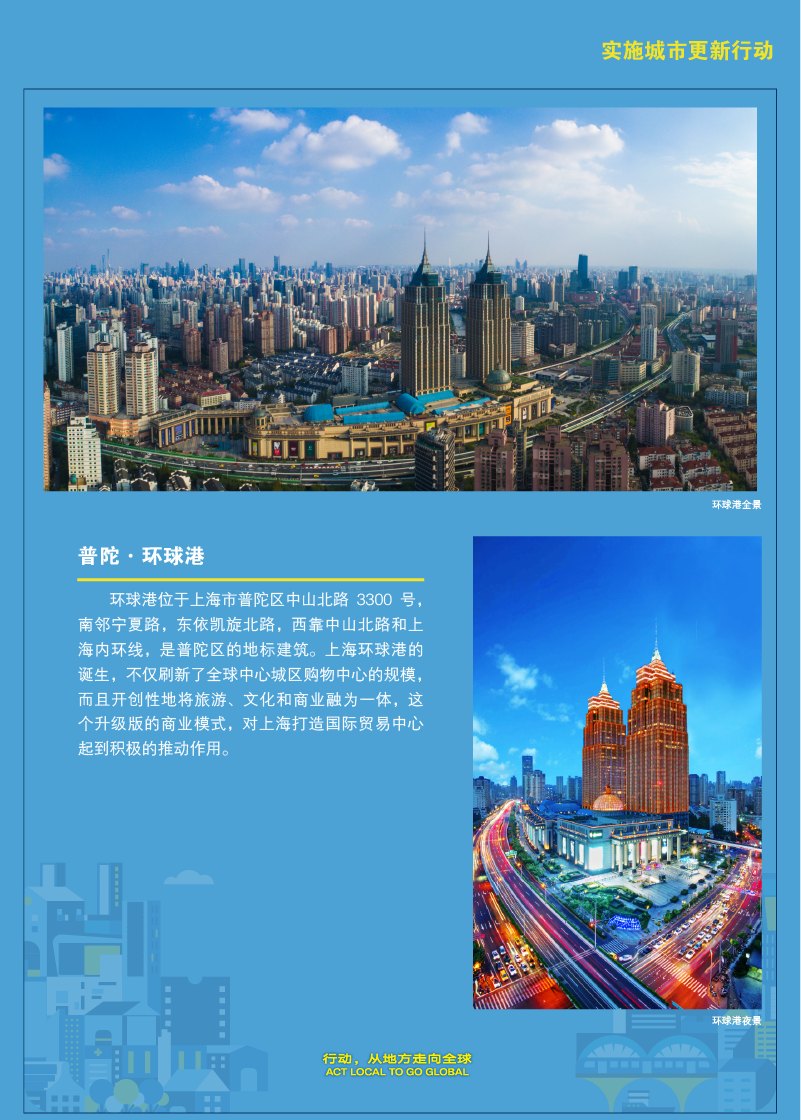 实施城市更新行动
环球港全景
普陀·环球港
环球港位于上海市普陀区中山北路 3300 号，
南邻宁夏路，东依凯旋北路，西靠中山北路和上
海内环线，是普陀区的地标建筑。上海环球港的
诞生，不仅刷新了全球中心城区购物中心的规模，
而且开创性地将旅游、文化和商业融为一体，这
个升级版的商业模式，对上海打造国际贸易中心
起到积极的推动作用。
环球港夜景
行动，从地方走向全球
ACT LOCAL TO GO GLOBAL